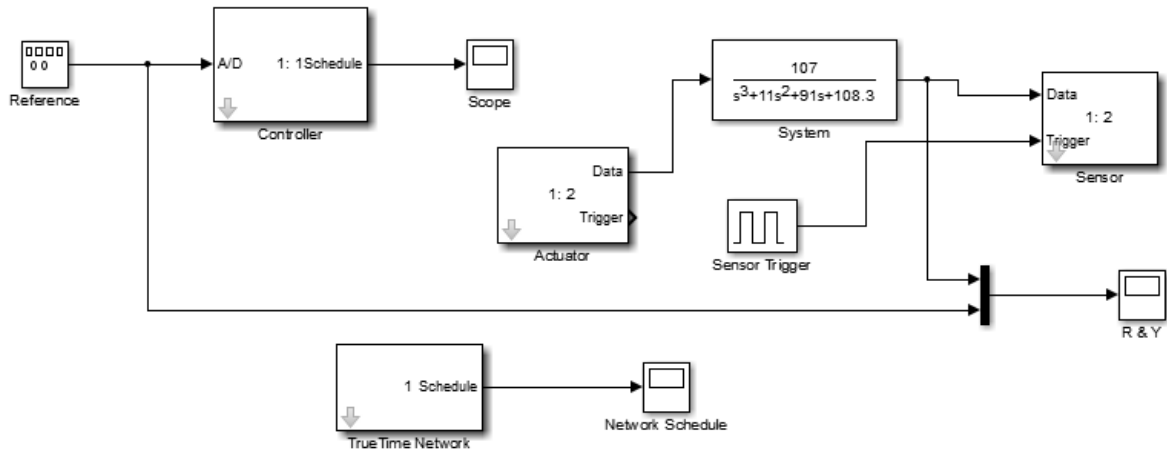 Reference
A/D
1: 1Schedule
Controller
Scope
Data
1: 2
Trigger
Actuator
107
s³+11s²+91s+108.3
System
Sensor Trigger
Data
1: 2
Trigger
Sensor
R & Y
1 Schedule
TrueTime Network
Network Schedule